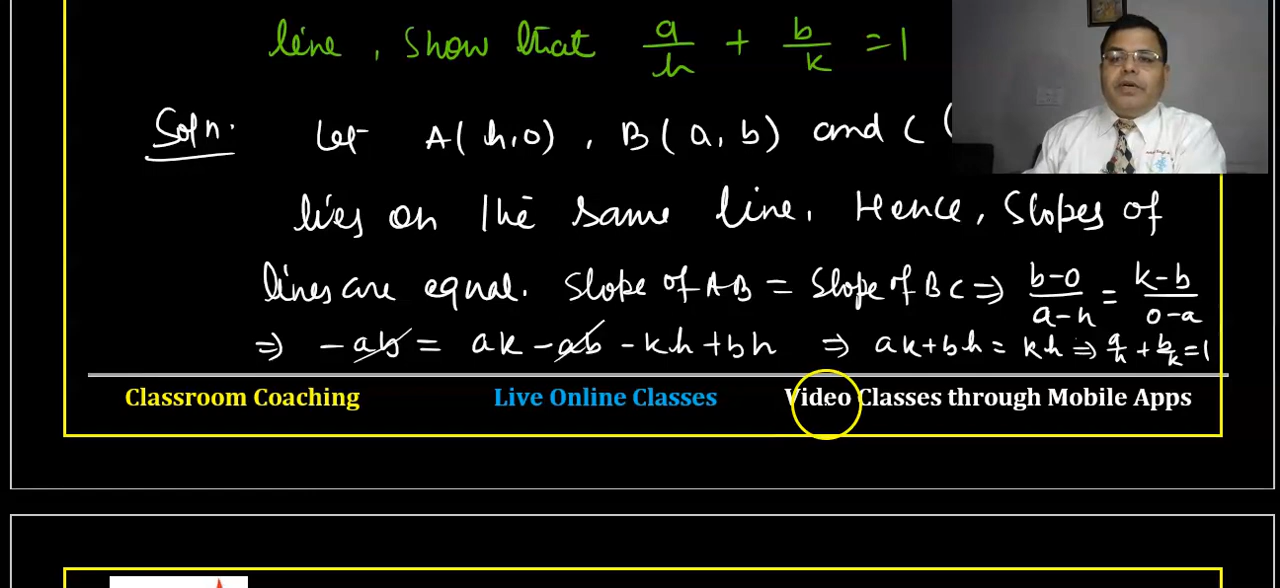 line, show that a/h + b/k = 1
Soln. Let A(h,0), B(a,b) and C(
lies on the same line. Hence, Slopes of
lines are equal. Slope of AB = Slope of BC ⇒ (b-0)/(a-h) = (k-b)/(0-a)
⇒ -ab = ak - ab - kh + bh ⇒ ak + bh = kh ⇒ a/h + b/k = 1
Classroom Coaching Live Online Classes Video Classes through Mobile Apps